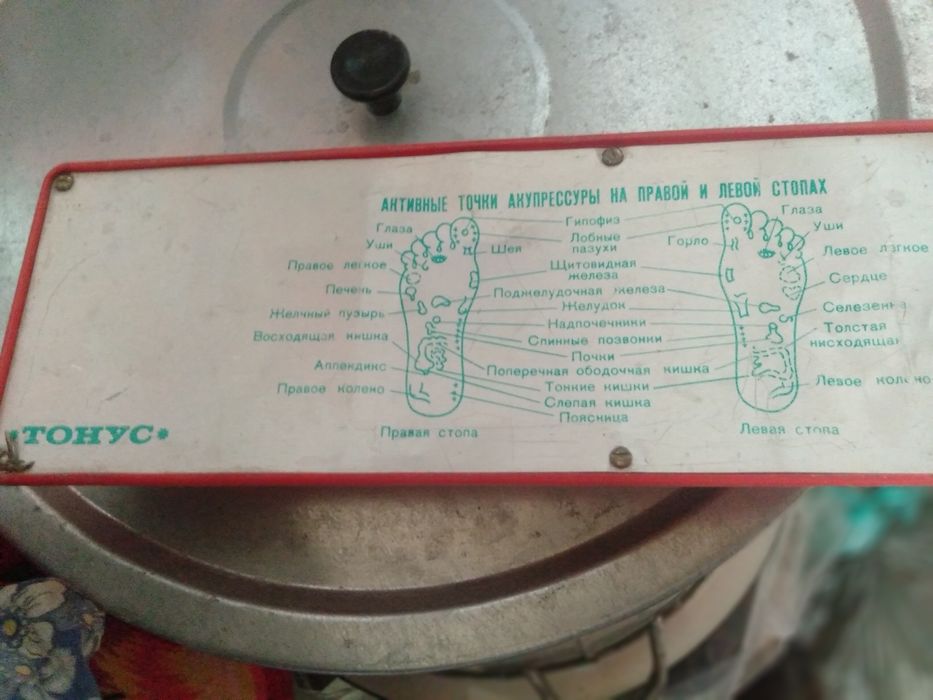 АКТИВНЫЕ ТОЧКИ АКУПРЕССУРЫ НА ПРАВОЙ И ЛЕВОЙ СТОПАХ
Глаза
Уши
Правое легкое
Печень
Желчный пузырь
Восходящая кишка
Аппендикс
Правое колено
Шея
Гипофиз
Лобные
пазухи
Щитовидная
железа
Поджелудочная железа
Желудок
Надпочечники
Спинные позвонки
Почки
Поперечная ободочная кишка
Тонкие кишки
Слепая кишка
Поясница
Горло
Глаза
Уши
Левое лягкое
Сердце
Селезенка
Толстая
нисходящая
Левое колено
Правая стопа
Левая стопа
*ТОНУС*